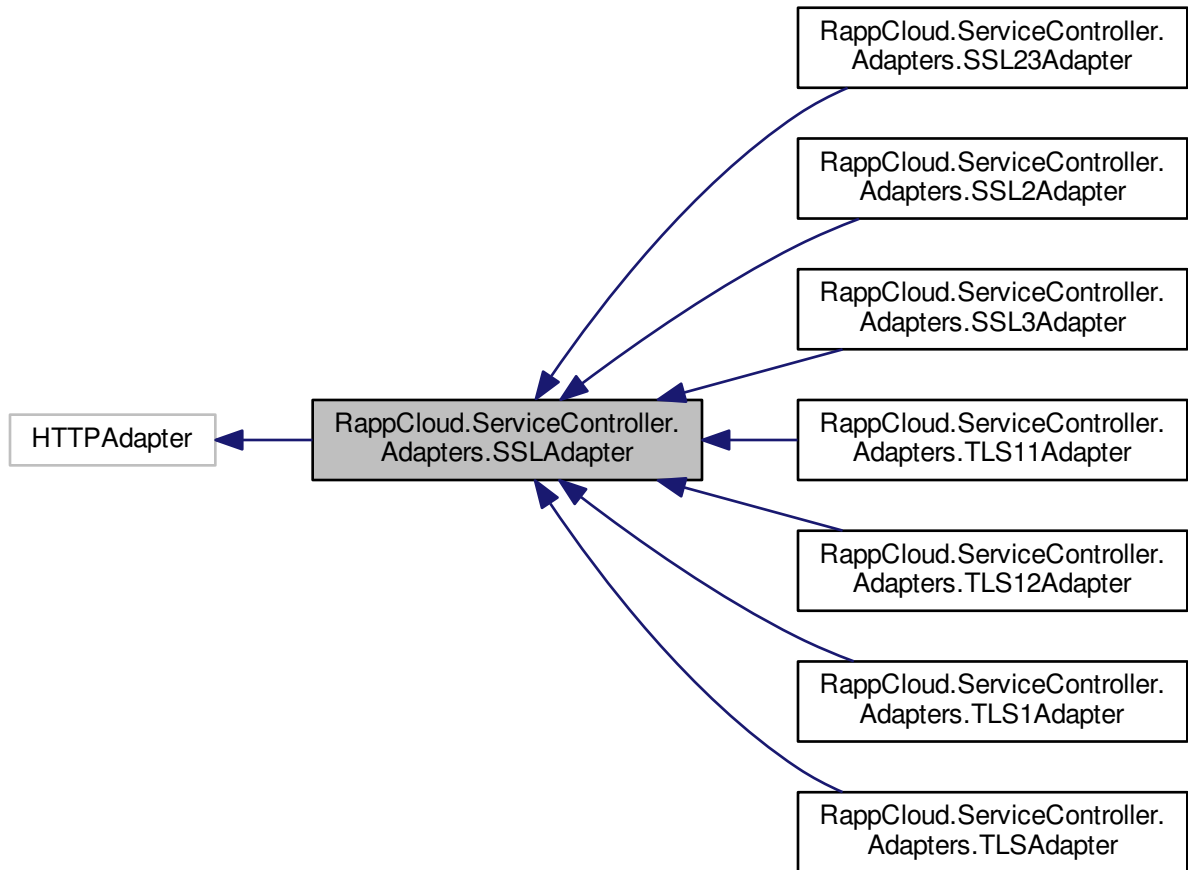 RappCloud.ServiceController.
Adapters.SSL23Adapter
RappCloud.ServiceController.
Adapters.SSL2Adapter
RappCloud.ServiceController.
Adapters.SSL3Adapter
HTTPAdapter
RappCloud.ServiceController.
Adapters.SSLAdapter
RappCloud.ServiceController.
Adapters.TLS11Adapter
RappCloud.ServiceController.
Adapters.TLS12Adapter
RappCloud.ServiceController.
Adapters.TLS1Adapter
RappCloud.ServiceController.
Adapters.TLSAdapter